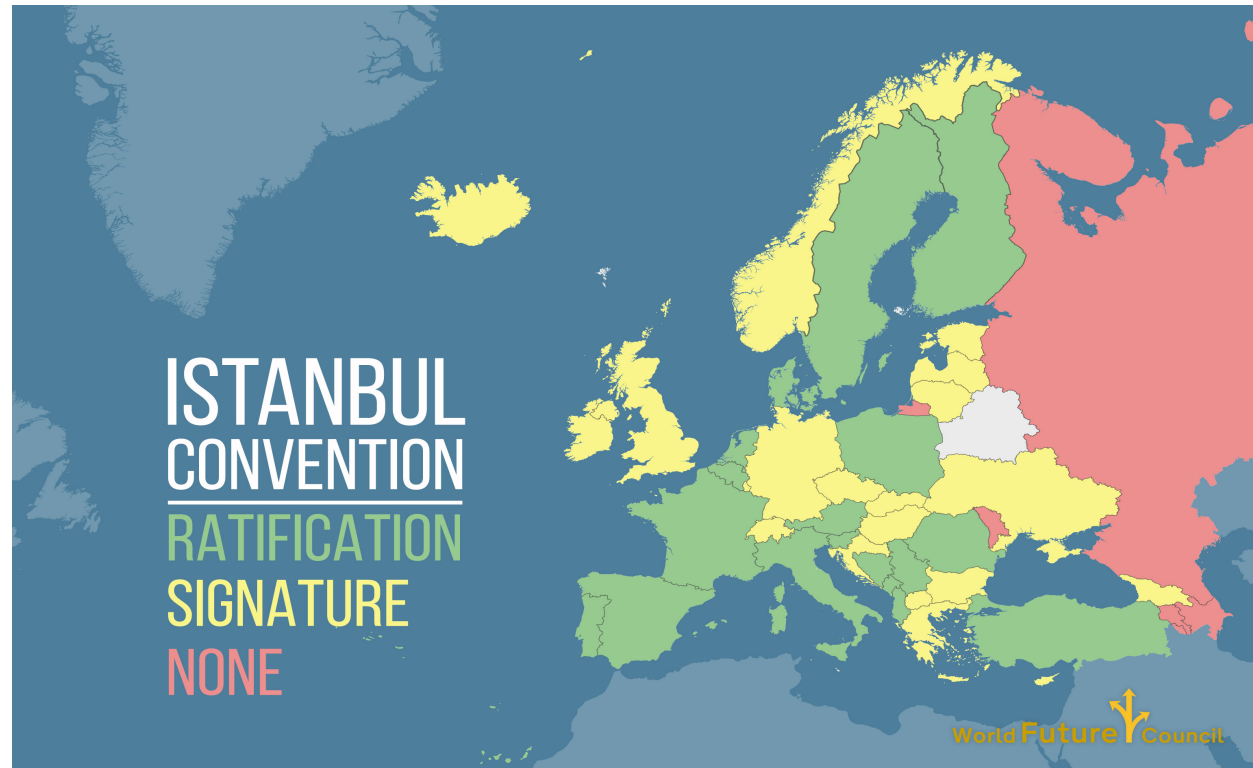 ISTANBUL
CONVENTION
RATIFICATION
SIGNATURE
NONE
World Future Council